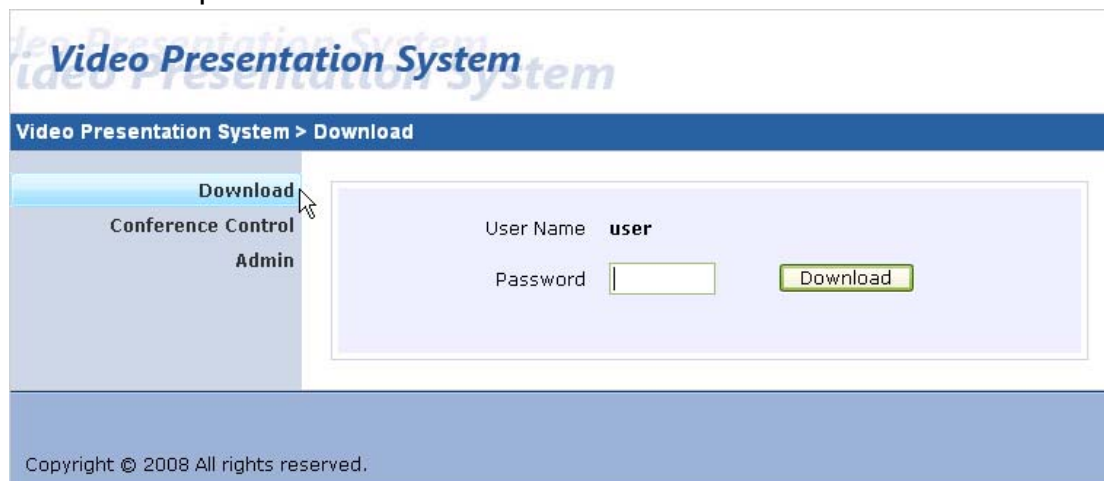 Video Presentation System
Video Presentation System > Download
Download
Conference Control
Admin
User Name user
Password
Download
Copyright © 2008 All rights reserved.